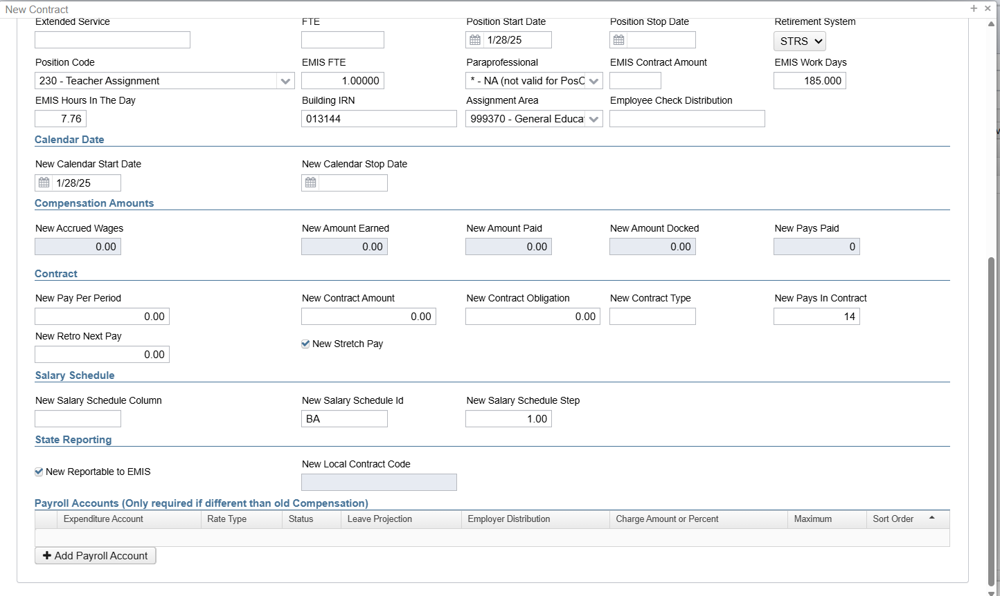 New Contract
Extended Service FTE Position Start Date Position Stop Date Retirement System
1/28/25 STRS
Position Code EMIS FTE Paraprofessional EMIS Contract Amount EMIS Work Days
230 - Teacher Assignment 1.00000 * - NA (not valid for PosC 185.000
EMIS Hours In The Day Building IRN Assignment Area Employee Check Distribution
7.76 013144 999370 - General Educa
Calendar Date
New Calendar Start Date New Calendar Stop Date
1/28/25
Compensation Amounts
New Accrued Wages New Amount Earned New Amount Paid New Amount Docked New Pays Paid
0.00 0.00 0.00 0.00 0
Contract
New Pay Per Period New Contract Amount New Contract Obligation New Contract Type New Pays In Contract
0.00 0.00 0.00 14
New Retro Next Pay New Stretch Pay
0.00
Salary Schedule
New Salary Schedule Column New Salary Schedule Id New Salary Schedule Step
BA 1.00
State Reporting
New Reportable to EMIS New Local Contract Code
Payroll Accounts (Only required if different than old Compensation)
Expenditure Account Rate Type Status Leave Projection Employer Distribution Charge Amount or Percent Maximum Sort Order
Add Payroll Account